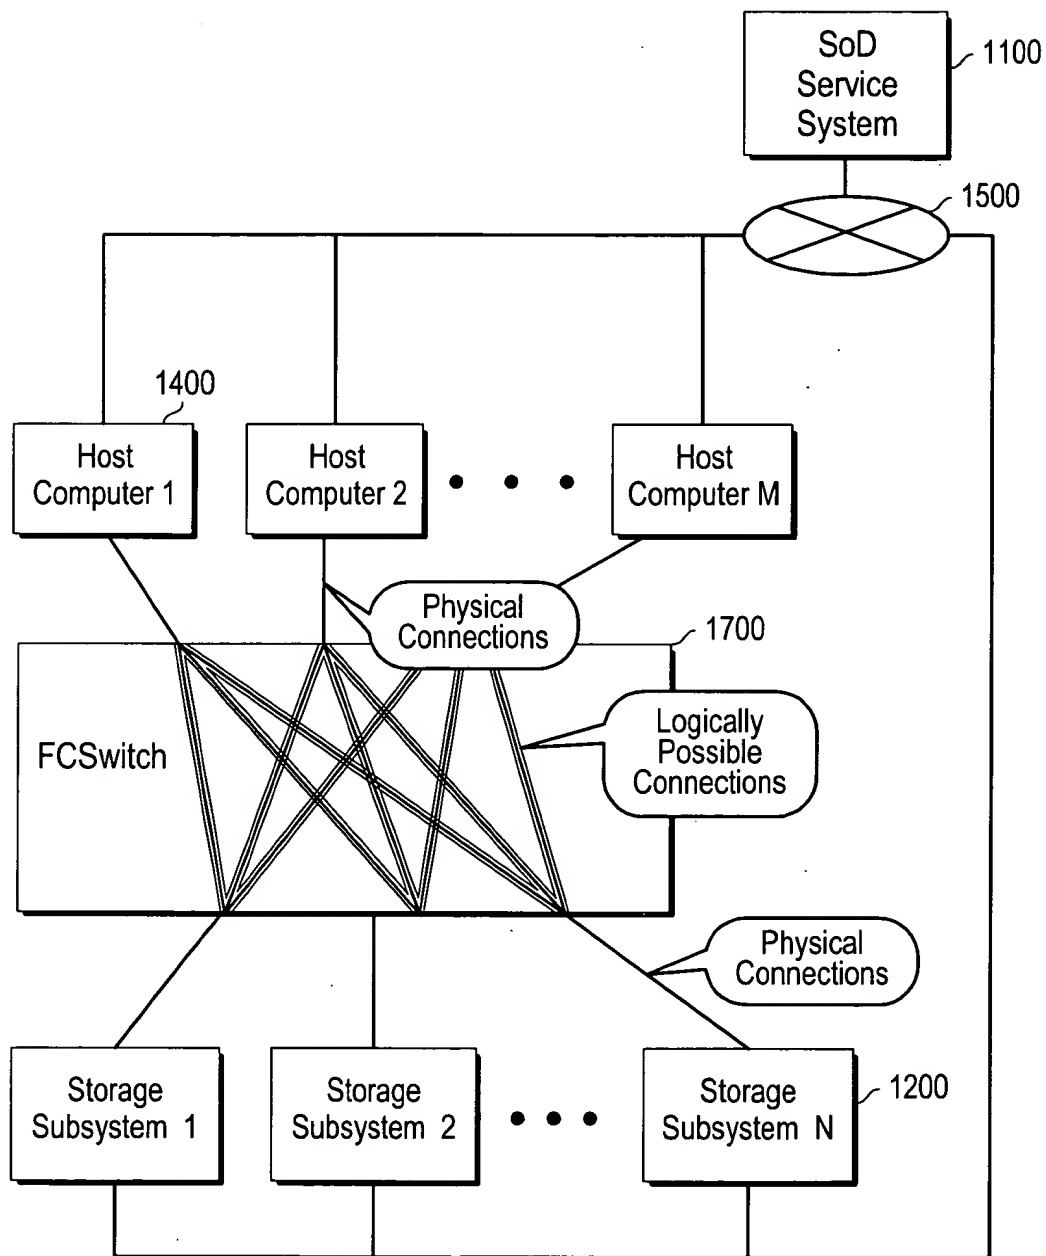 SoD
Service
System
1100
1500
1400
Host
Computer 1
Host
Computer 2
Host
Computer M
Physical
Connections
1700
FCSwitch
Logically
Possible
Connections
Physical
Connections
Storage
Subsystem 1
Storage
Subsystem 2
Storage
Subsystem N
1200